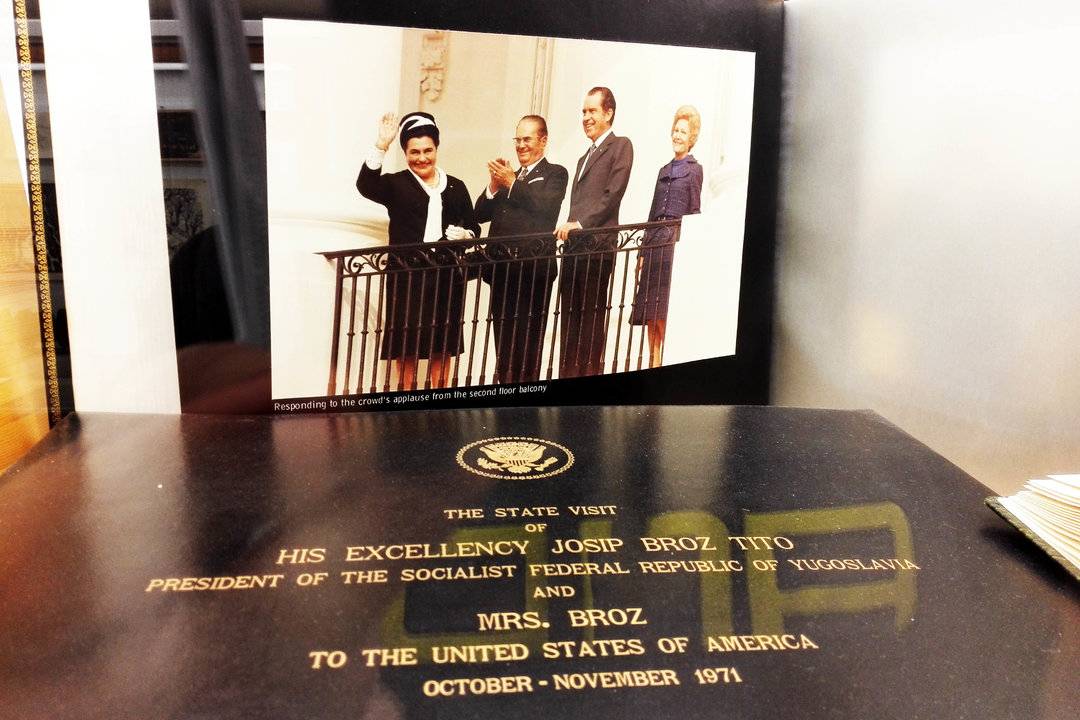 Responding to the crowd's applause from the second floor balcony
THE STATE VISIT
OF
HIS EXCELLENCY JOSIP BROZ TITO
PRESIDENT OF THE SOCIALIST FEDERAL REPUBLIC OF YUGOSLAVIA
AND
MRS. BROZ
TO THE UNITED STATES OF AMERICA
OCTOBER - NOVEMBER 1971